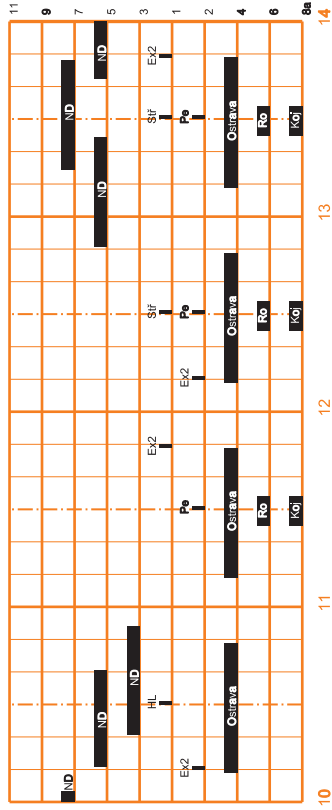 11
9
ND ND 7
ND ND ND 5
ND 3
HL Ex2 Stř Stř Ex2 1
Ex2 Pe Ex2 Pe Pe 2
Ostrava Ostrava Ostrava Ostrava 4
Ro Ro Ro 6
Koj Koj Koj 8a
10 11 12 13 14